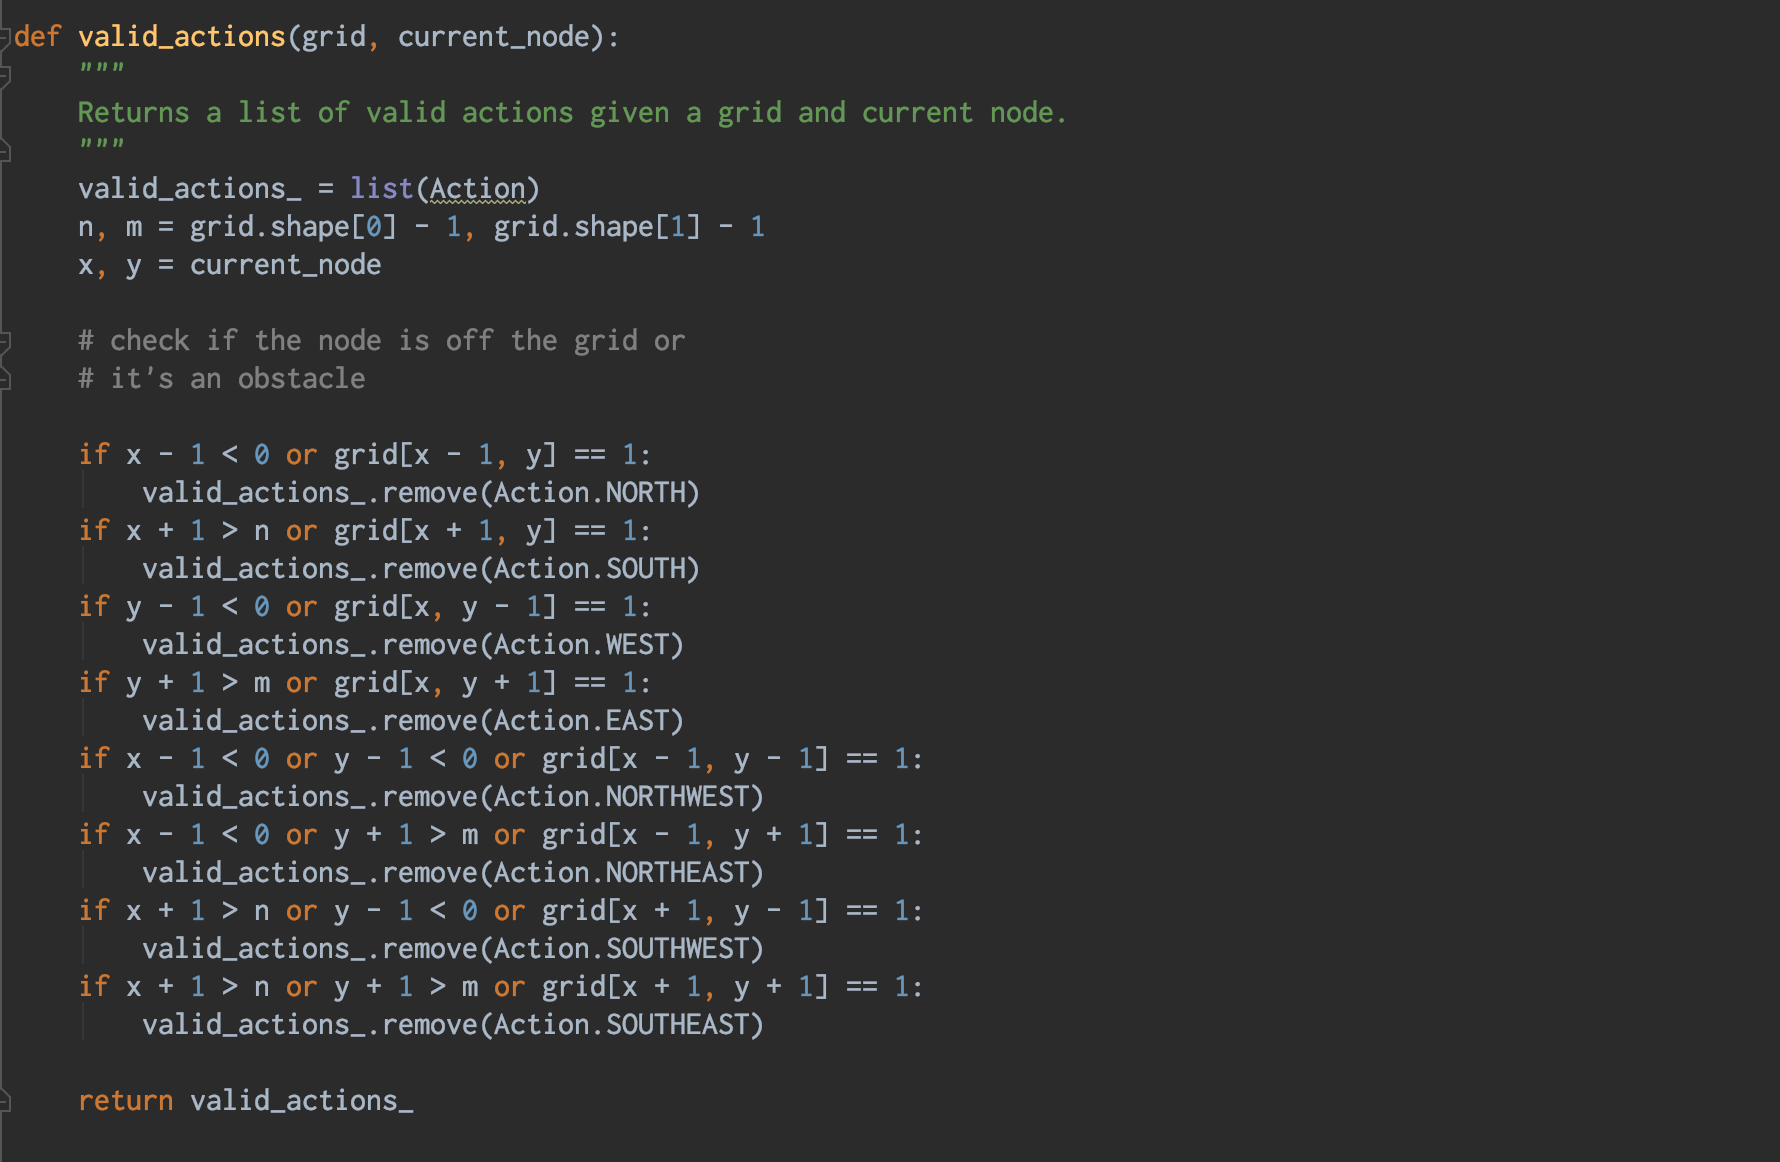 def valid_actions(grid, current_node):
    """
    Returns a list of valid actions given a grid and current node.
    """
    valid_actions_ = list(Action)
    n, m = grid.shape[0] - 1, grid.shape[1] - 1
    x, y = current_node

    # check if the node is off the grid or
    # it's an obstacle

    if x - 1 < 0 or grid[x - 1, y] == 1:
        valid_actions_.remove(Action.NORTH)
    if x + 1 > n or grid[x + 1, y] == 1:
        valid_actions_.remove(Action.SOUTH)
    if y - 1 < 0 or grid[x, y - 1] == 1:
        valid_actions_.remove(Action.WEST)
    if y + 1 > m or grid[x, y + 1] == 1:
        valid_actions_.remove(Action.EAST)
    if x - 1 < 0 or y - 1 < 0 or grid[x - 1, y - 1] == 1:
        valid_actions_.remove(Action.NORTHWEST)
    if x - 1 < 0 or y + 1 > m or grid[x - 1, y + 1] == 1:
        valid_actions_.remove(Action.NORTHEAST)
    if x + 1 > n or y - 1 < 0 or grid[x + 1, y - 1] == 1:
        valid_actions_.remove(Action.SOUTHWEST)
    if x + 1 > n or y + 1 > m or grid[x + 1, y + 1] == 1:
        valid_actions_.remove(Action.SOUTHEAST)

    return valid_actions_